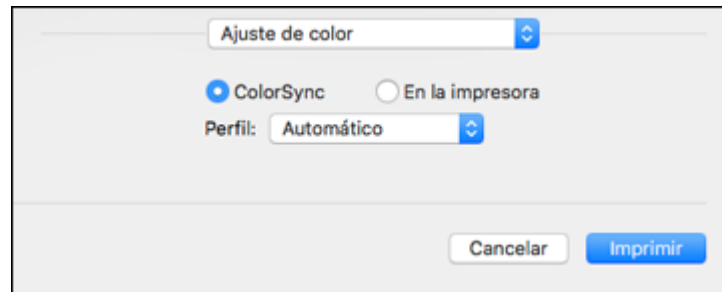 Ajuste de color
ColorSync En la impresora
Perfil: Automático
Cancelar Imprimir